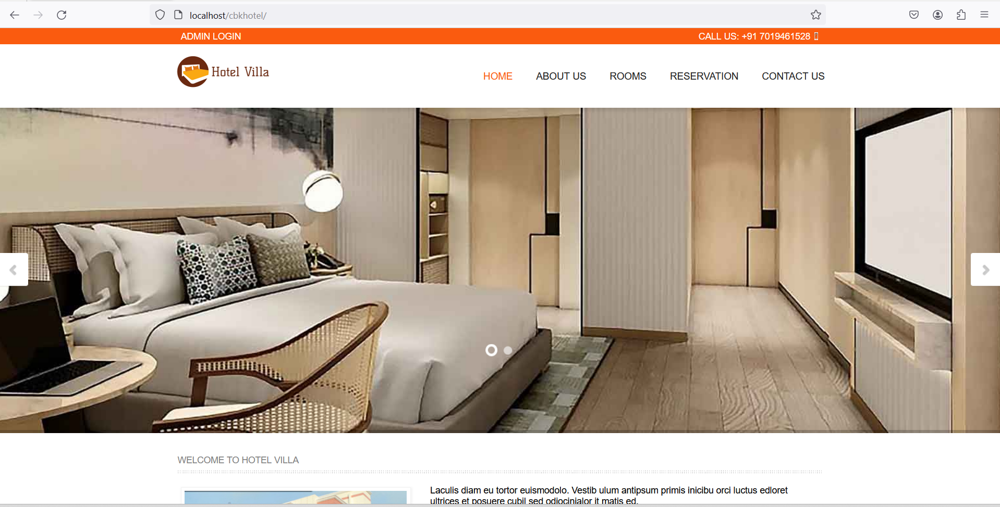 localhost/cbkhotel/
ADMIN LOGIN
CALL US: +91 7019461528
Hotel Villa
HOME
ABOUT US
ROOMS
RESERVATION
CONTACT US
WELCOME TO HOTEL VILLA
Laculis diam eu tortor euismodolo. Vestib ulum antipsum primis inicibu orci luctus edloret
ultrices et posuere cubil sed odiocinialor it matis ed.